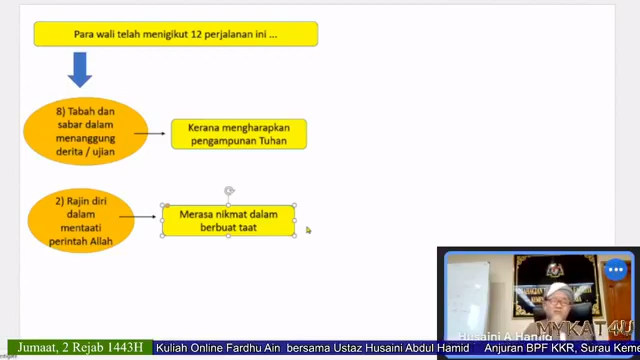 Para wali telah menigikut 12 perjalanan ini ...
8) Tabah dan
sabar dalam
menanggung
derita / ujian
Kerana mengharapkan
pengampunan Tuhan
2) Rajin diri
dalam
mentaati
perintah Allah
Merasa nikmat dalam
berbuat taat
Husaini A Hamid
MYKAT4U
Jumaat, 2 Rejab 1443H
Kuliah Online Fardhu Ain bersama Ustaz Husaini Abdul Hamid Anjuran BPF KKR, Surau Keme